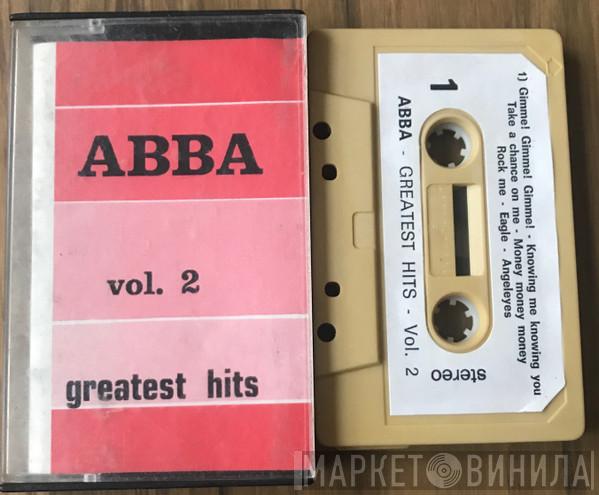 ABBA
vol. 2
greatest hits
1
1) Gimme! Gimme! Gimme! - Knowing me knowing you
Take a chance on me - Money money money
Rock me - Eagle - Angeleyes
ABBA - GREATEST HITS - Vol. 2
stereo
МАРКЕТ ВИНИЛА